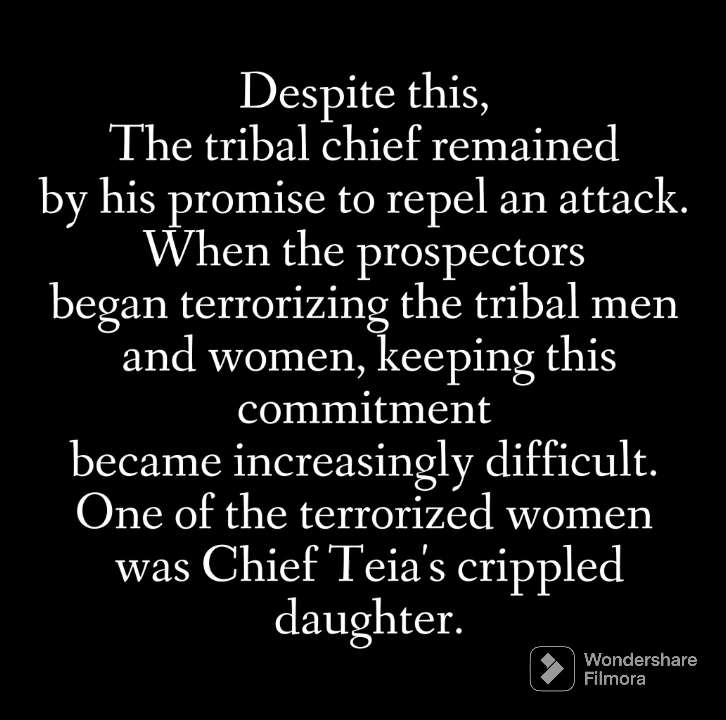 Despite this,
The tribal chief remained
by his promise to repel an attack.
When the prospectors
began terrorizing the tribal men
and women, keeping this
commitment
became increasingly difficult.
One of the terrorized women
was Chief Teia's crippled
daughter.
Wondershare
Filmora